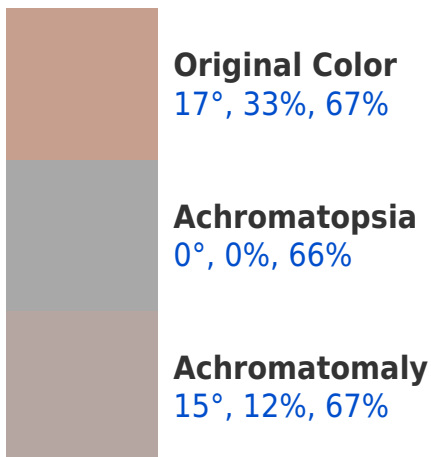 Original Color
17°, 33%, 67%
Achromatopsia
0°, 0%, 66%
Achromatomaly
15°, 12%, 67%